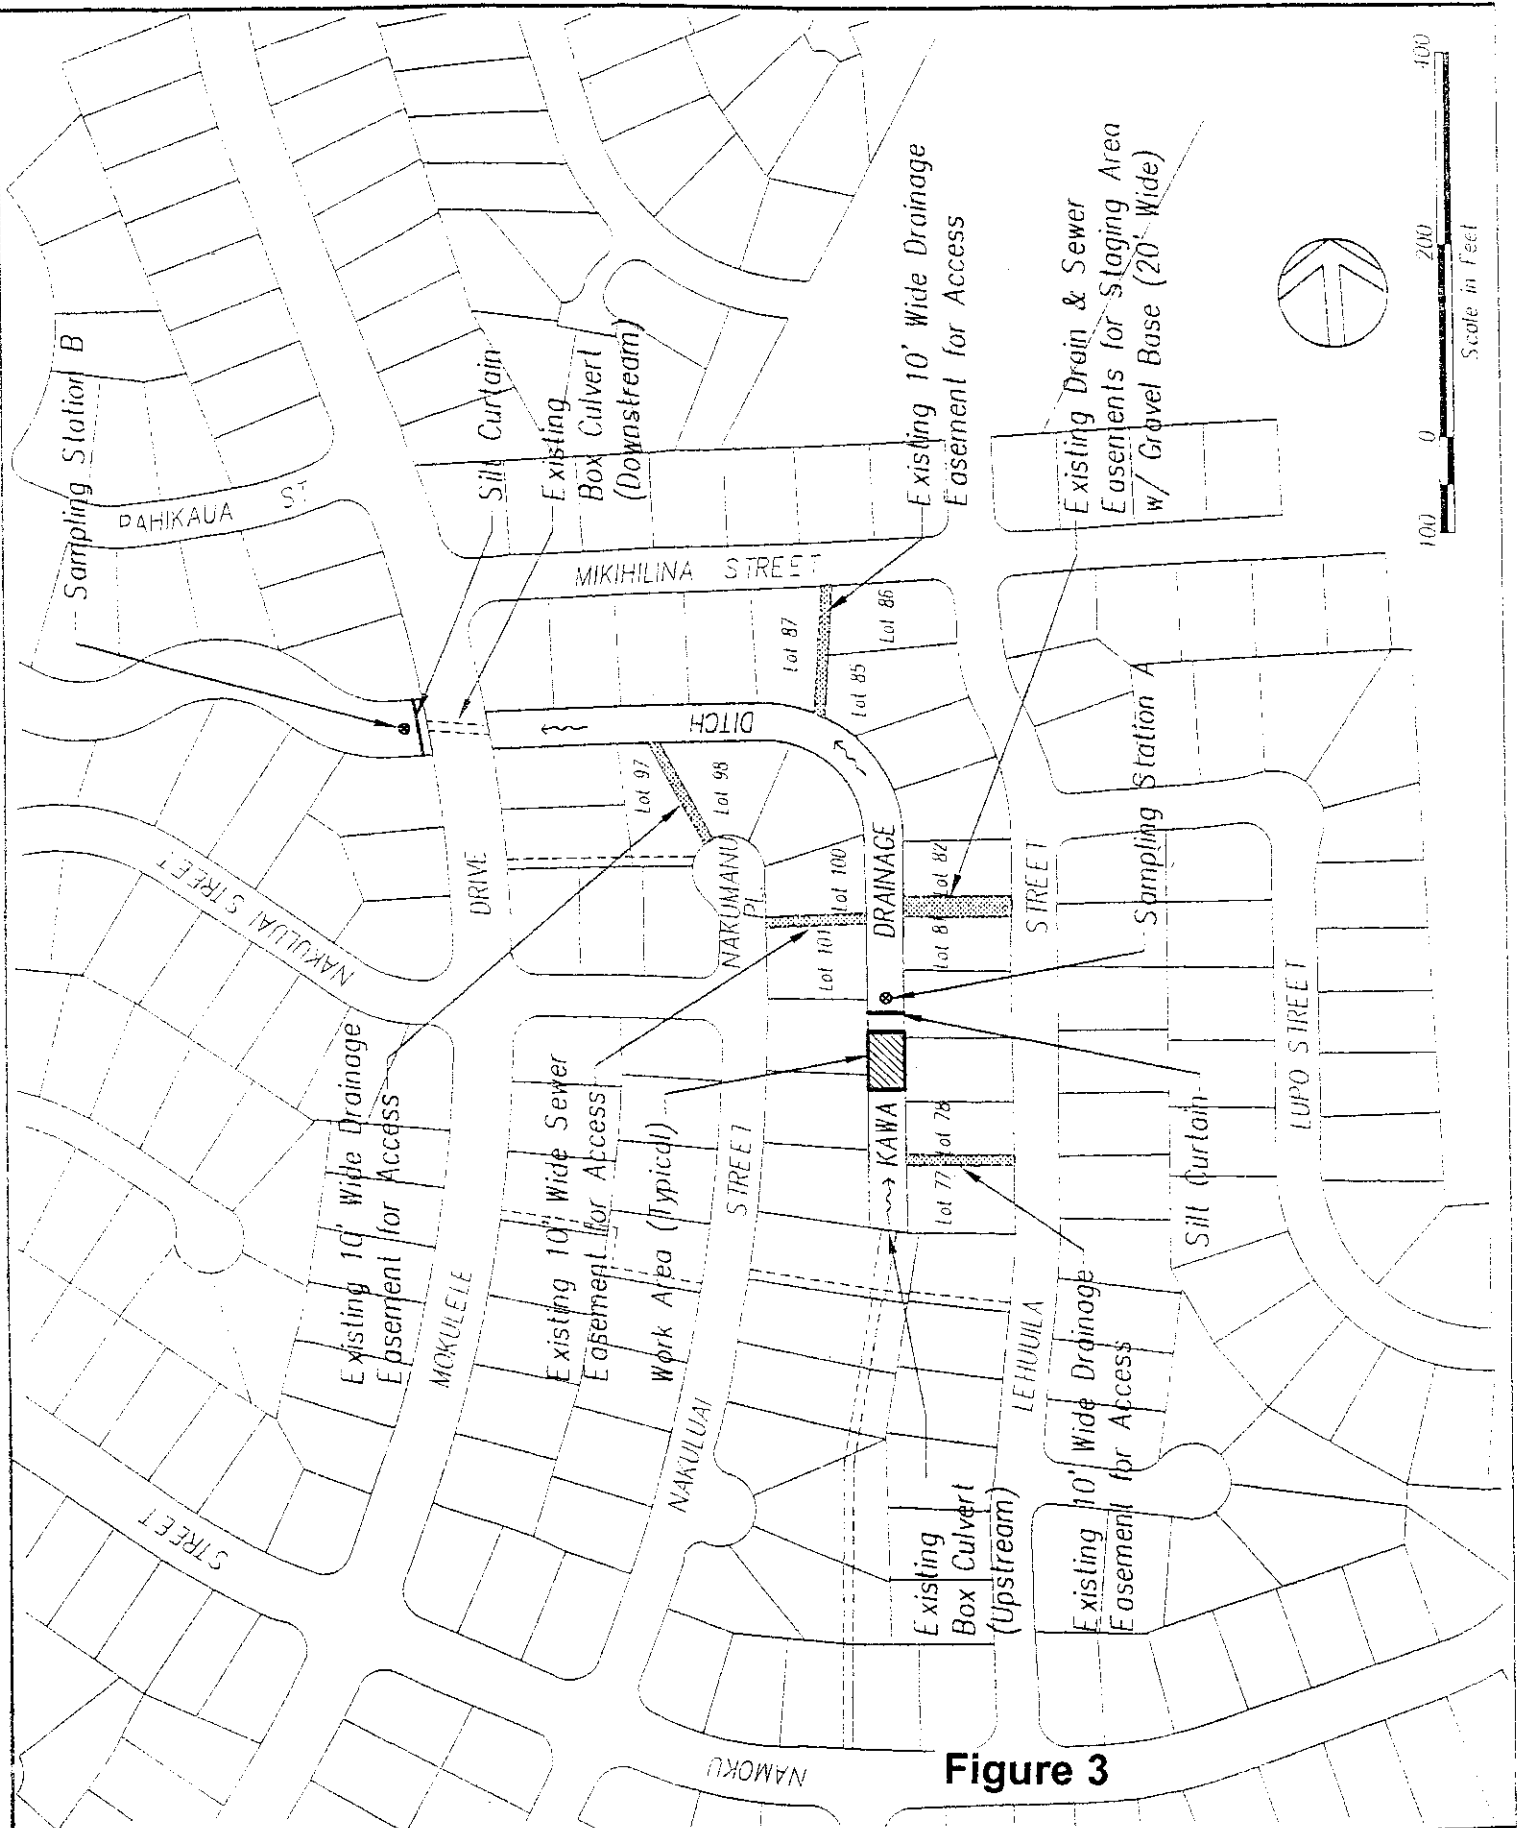 Sampling Station B
PAHIKAUA
ST
Silt Curtain
Existing
Box Culvert
(Downstream)
MIKIHILINA STREET
Existing 10' Wide Drainage
Easement for Access
Existing Drain & Sewer
Easements for Staging Area
w/ Gravel Base (20' Wide)
100
0
200
400
Scale in Feet
Lot 87
Lot 86
Lot 85
DITCH
Lot 97
Lot 98
NAKULUAI STREET
DRIVE
NAKUMANU
PL
Lot 100
Lot 101
DRAINAGE
Lot 82
Lot 81
STREET
Sampling Station A
Existing 10' Wide Drainage
Easement for Access
Existing 10' Wide Sewer
Easement for Access
Work Area (Typical)
MOKULELE
STREET
NAKULUAI
KAWA
Lot 78
Lot 77
LEHUUILA
Silt Curtain
LUPO STREET
Existing
Box Culvert
(Upstream)
Existing 10' Wide Drainage
Easement for Access
STREET
NAMOKU
Figure 3